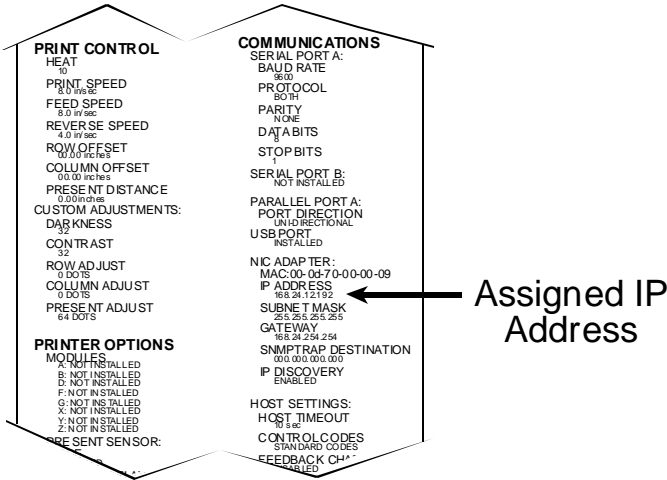 PRINT CONTROL
HEAT
10
PRINT SPEED
8.0 in/sec
FEED SPEED
8.0 in/sec
REVERSE SPEED
4.0 in/sec
ROW OFFSET
00.00 inches
COLUMN OFFSET
00.00 inches
PRESENT DISTANCE
0.00 inches
CUSTOM ADJUSTMENTS:
DARKNESS
32
CONTRAST
32
ROW ADJUST
0 DOTS
COLUMN ADJUST
0 DOTS
PRESENT ADJUST
64 DOTS
PRINTER OPTIONS
MODULES
A: NOT INSTALLED
B: NOT INSTALLED
D: NOT INSTALLED
F: NOT INSTALLED
G: NOT INSTALLED
X: NOT INSTALLED
Y: NOT INSTALLED
Z: NOT INSTALLED
PRESENT SENSOR:
COMMUNICATIONS
SERIAL PORT A:
BAUD RATE
9600
PROTOCOL
BOTH
PARITY
NONE
DATA BITS
8
STOP BITS
1
SERIAL PORT B:
NOT INSTALLED
PARALLEL PORT A:
PORT DIRECTION
UNI-DIRECTIONAL
USB PORT
INSTALLED
NIC ADAPTER:
MAC:00-0d-70-00-00-09
IP ADDRESS
168.24.12.192
SUBNET MASK
255.255.255.255
GATEWAY
168.24.254.254
SNMPTRAP DESTINATION
000.000.000.000
IP DISCOVERY
ENABLED
HOST SETTINGS:
HOST TIMEOUT
10 sec
CONTROL CODES
STANDARD CODES
FEEDBACK
Assigned IP
Address